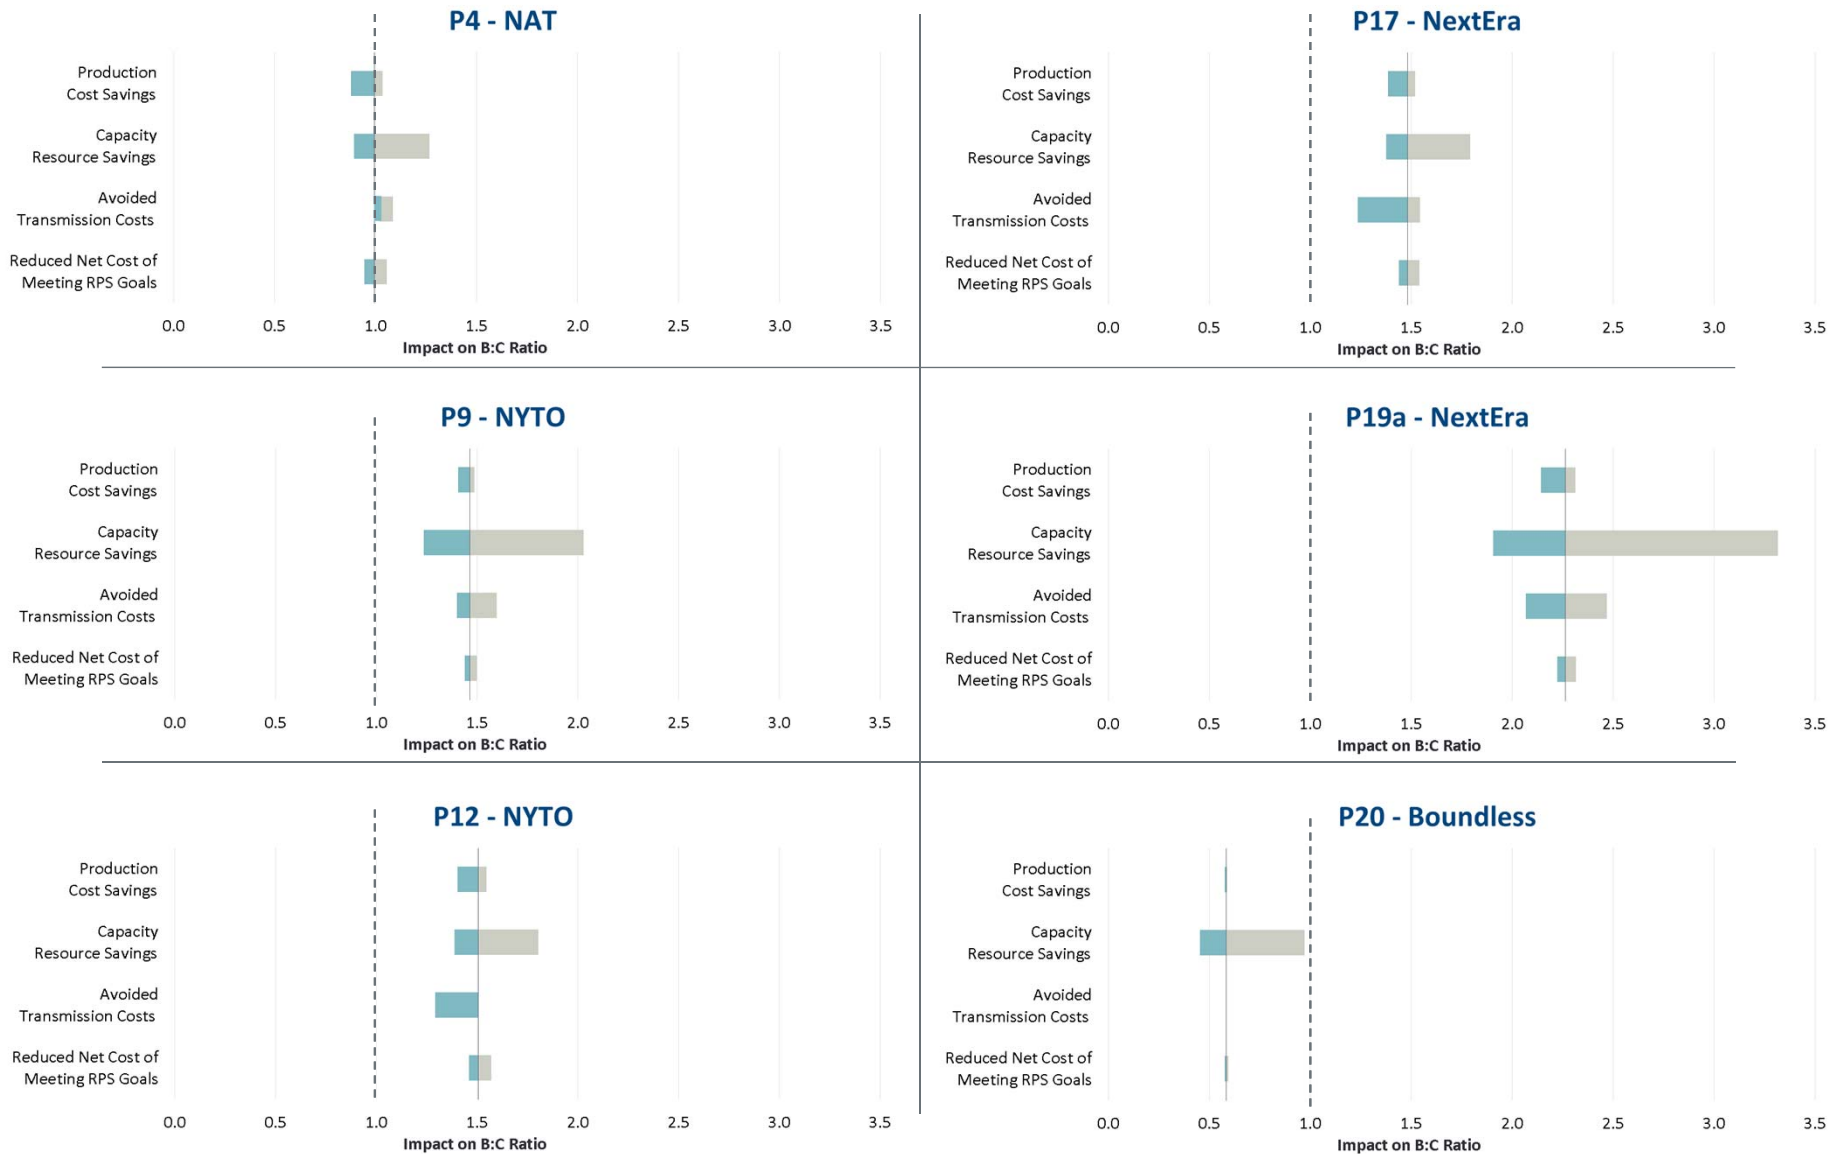 P4 - NAT
Production
Cost Savings
Capacity
Resource Savings
Avoided
Transmission Costs
Reduced Net Cost of
Meeting RPS Goals
0.0 0.5 1.0 1.5 2.0 2.5 3.0 3.5
Impact on B:C Ratio
P17 - NextEra
Production
Cost Savings
Capacity
Resource Savings
Avoided
Transmission Costs
Reduced Net Cost of
Meeting RPS Goals
0.0 0.5 1.0 1.5 2.0 2.5 3.0 3.5
Impact on B:C Ratio
P9 - NYTO
Production
Cost Savings
Capacity
Resource Savings
Avoided
Transmission Costs
Reduced Net Cost of
Meeting RPS Goals
0.0 0.5 1.0 1.5 2.0 2.5 3.0 3.5
Impact on B:C Ratio
P19a - NextEra
Production
Cost Savings
Capacity
Resource Savings
Avoided
Transmission Costs
Reduced Net Cost of
Meeting RPS Goals
0.0 0.5 1.0 1.5 2.0 2.5 3.0 3.5
Impact on B:C Ratio
P12 - NYTO
Production
Cost Savings
Capacity
Resource Savings
Avoided
Transmission Costs
Reduced Net Cost of
Meeting RPS Goals
0.0 0.5 1.0 1.5 2.0 2.5 3.0 3.5
Impact on B:C Ratio
P20 - Boundless
Production
Cost Savings
Capacity
Resource Savings
Avoided
Transmission Costs
Reduced Net Cost of
Meeting RPS Goals
0.0 0.5 1.0 1.5 2.0 2.5 3.0 3.5
Impact on B:C Ratio